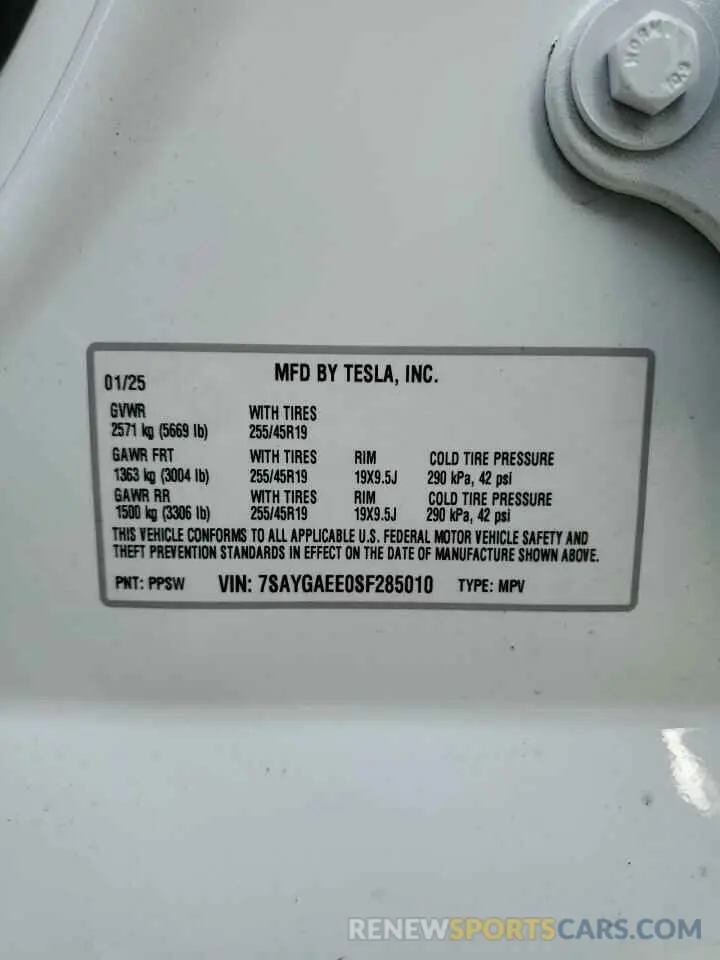 HORN
10.9
MFD BY TESLA, INC.
01/25
GVWR WITH TIRES
2571 kg (5669 lb) 255/45R19
GAWR FRT WITH TIRES RIM COLD TIRE PRESSURE
1363 kg (3004 lb) 255/45R19 19X9.5J 290 kPa, 42 psi
GAWR RR WITH TIRES RIM COLD TIRE PRESSURE
1500 kg (3306 lb) 255/45R19 19X9.5J 290 kPa, 42 psi
THIS VEHICLE CONFORMS TO ALL APPLICABLE U.S. FEDERAL MOTOR VEHICLE SAFETY AND
THEFT PREVENTION STANDARDS IN EFFECT ON THE DATE OF MANUFACTURE SHOWN ABOVE.
PNT: PPSW VIN: 7SAYGAEE0SF285010 TYPE: MPV
RENEWSPORTSCARS.COM